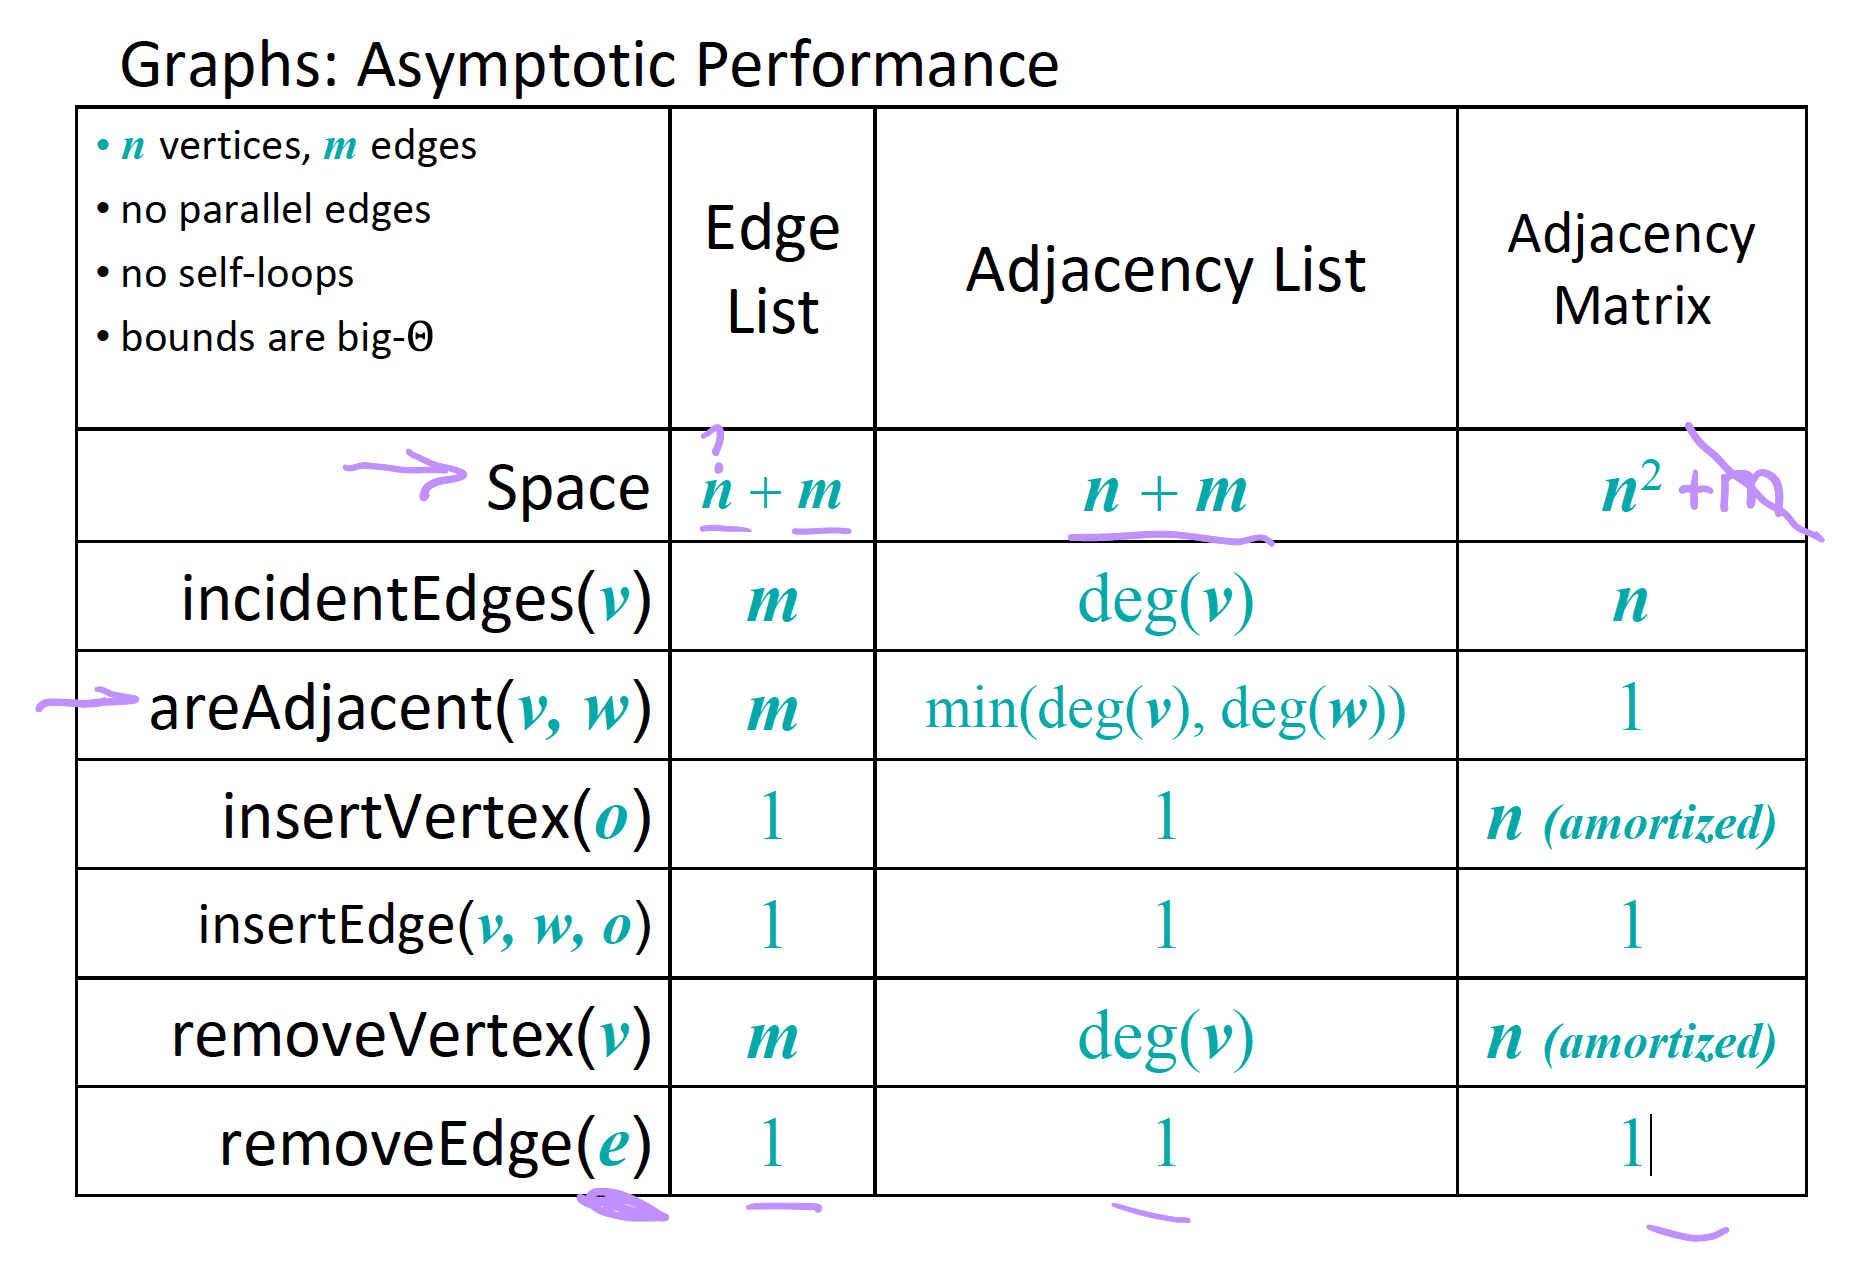 Graphs: Asymptotic Performance
• n vertices, m edges
• no parallel edges
• no self-loops
• bounds are big-Θ
Edge
List
Adjacency List
Adjacency
Matrix
Space
?
n + m
n + m
n² + m
incidentEdges(v)
m
deg(v)
n
areAdjacent(v, w)
m
min(deg(v), deg(w))
1
insertVertex(o)
1
1
n (amortized)
insertEdge(v, w, o)
1
1
1
removeVertex(v)
m
deg(v)
n (amortized)
removeEdge(e)
1
1
1